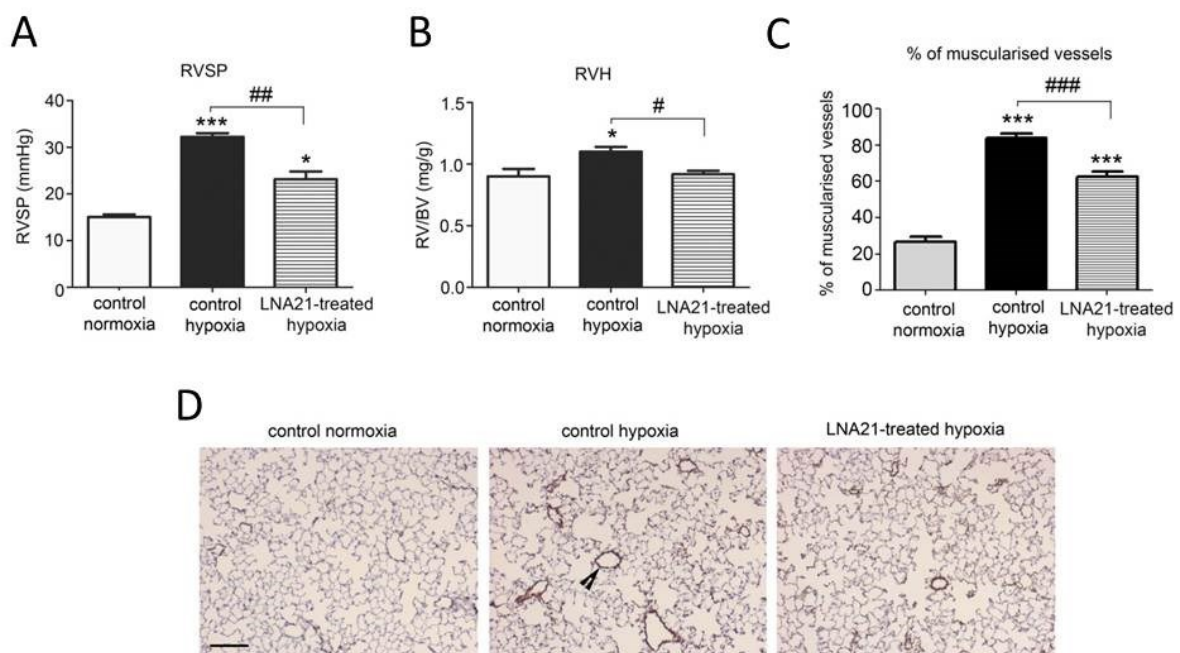 A
RVSP
##
***
*
RVSP (mmHg)
40
30
20
10
0
control
normoxia
control
hypoxia
LNA21-treated
hypoxia
B
RVH
#
*
RV/BV (mg/g)
1.5
1.0
0.5
0.0
control
normoxia
control
hypoxia
LNA21-treated
hypoxia
C
% of muscularised vessels
###
***
***
% of muscularised vessels
100
80
60
40
20
0
control
normoxia
control
hypoxia
LNA21-treated
hypoxia
D
control normoxia
control hypoxia
LNA21-treated hypoxia